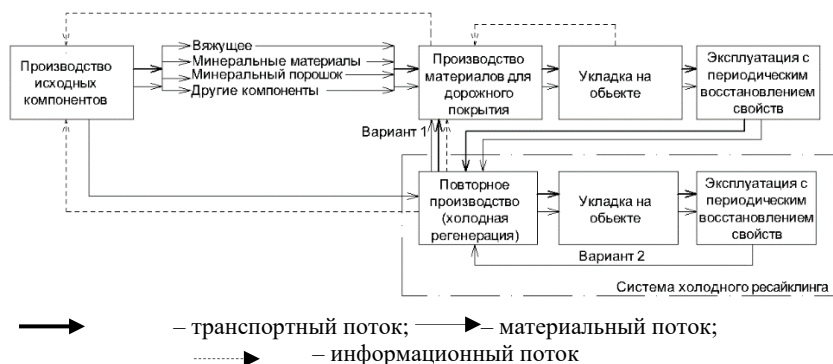 Производство
исходных
компонентов
Вяжущее
Минеральные материалы
Минеральный порошок
Другие компоненты
Производство
материалов для
дорожного
покрытия
Укладка на
обьекте
Эксплуатация с
периодическим
восстановлением
свойств
Вариант 1
Повторное
производство
(холодная
регенерация)
Укладка на
обьекте
Эксплуатация с
периодическим
восстановлением
свойств
Вариант 2
Система холодного ресайклинга
– транспортный поток; – материальный поток;
– информационный поток